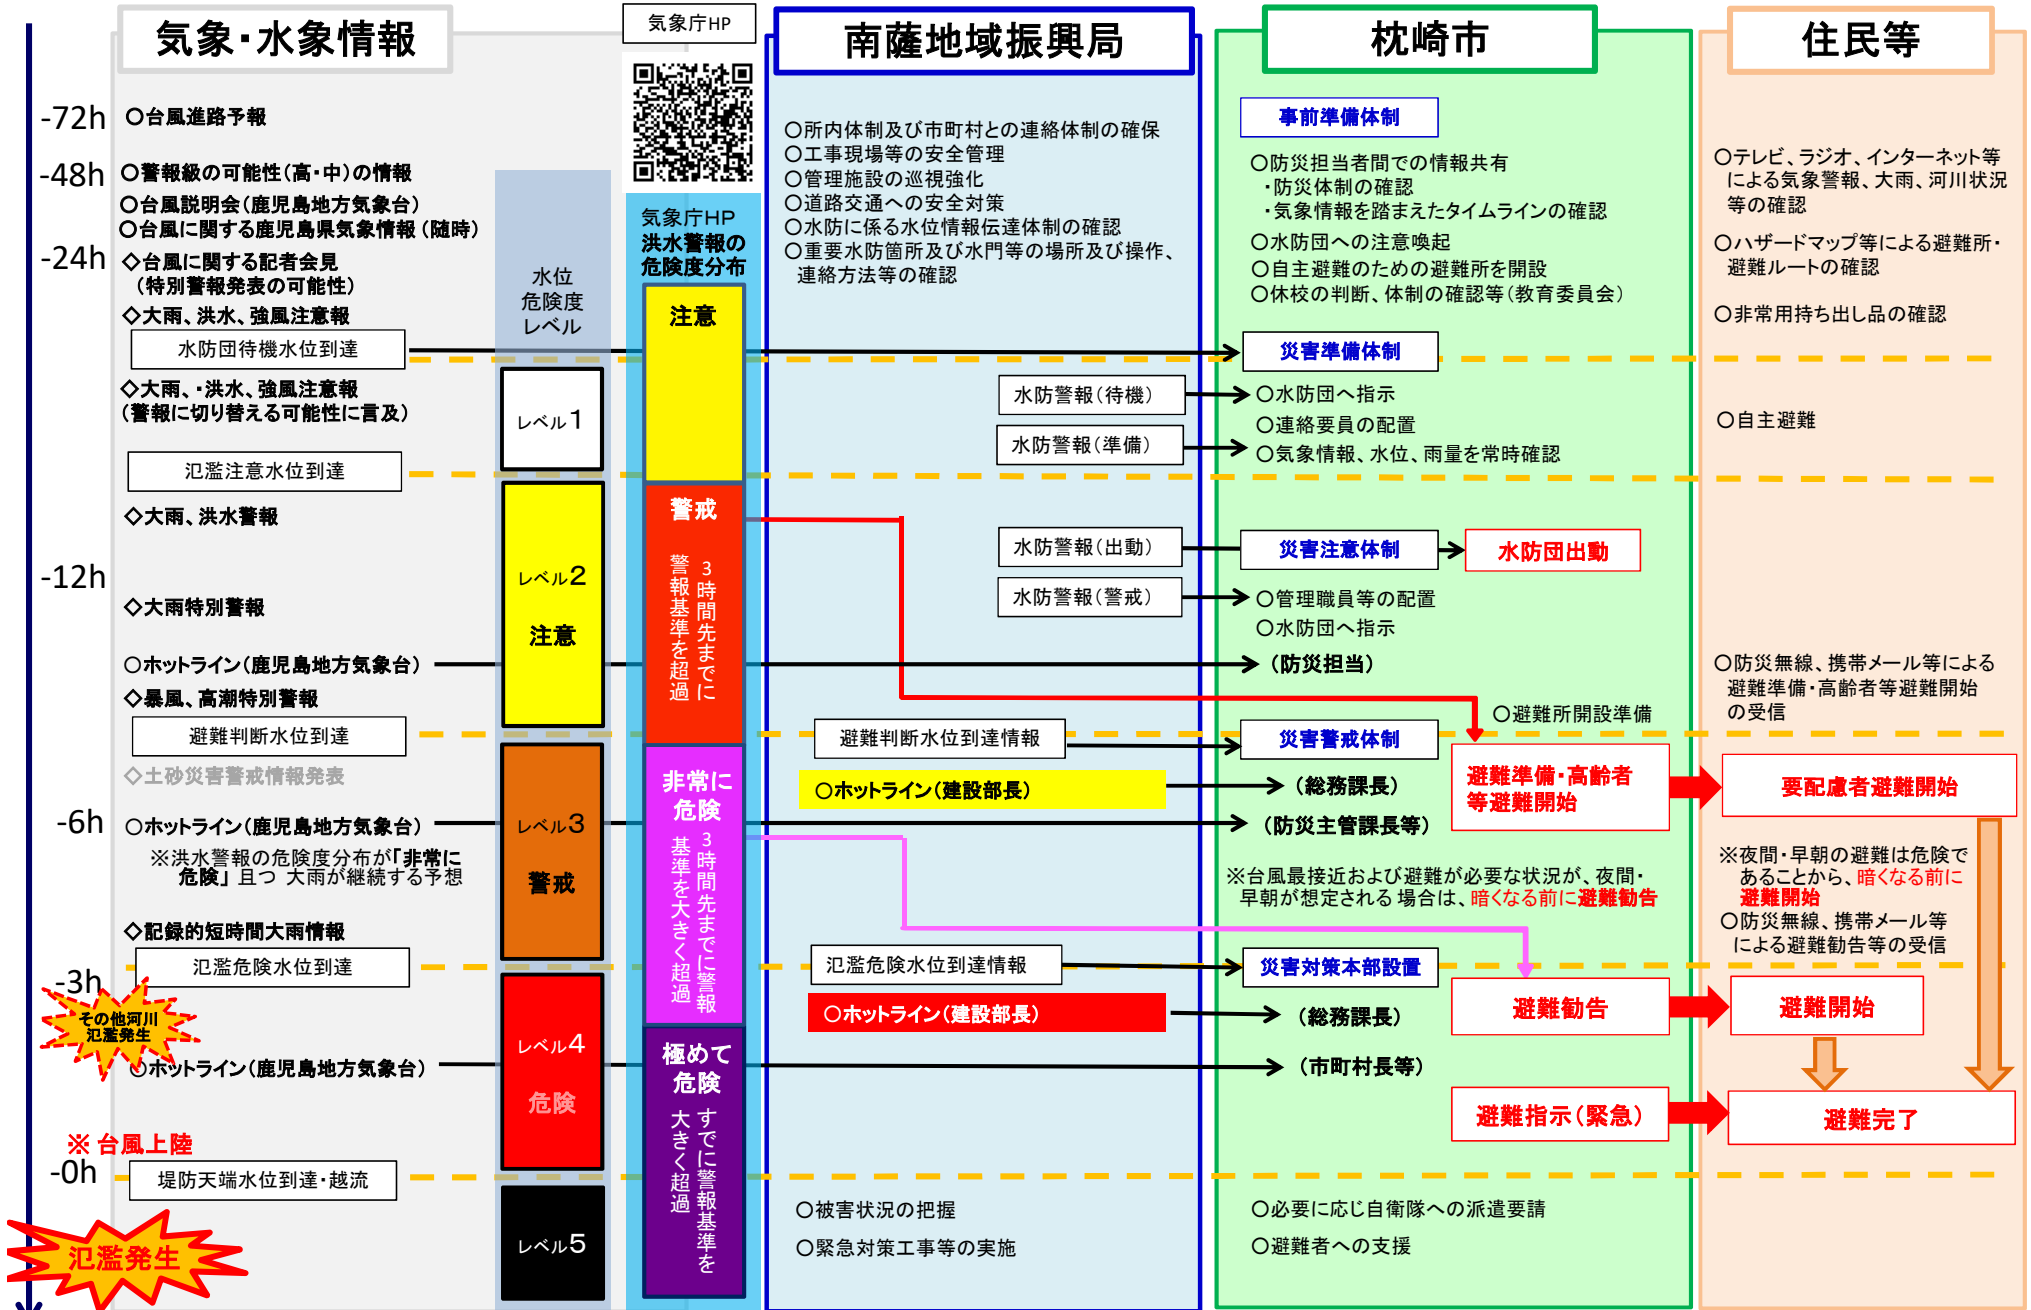 気象・水象情報
気象庁HP
南薩地域振興局
枕崎市
住民等
-72h
○台風進路予報
-48h
○警報級の可能性(高・中)の情報
○台風説明会(鹿児島地方気象台)
○台風に関する鹿児島県気象情報(随時)
-24h
◇台風に関する記者会見
(特別警報発表の可能性)
◇大雨、洪水、強風注意報
水防団待機水位到達
◇大雨、・洪水、強風注意報
(警報に切り替える可能性に言及)
氾濫注意水位到達
◇大雨、洪水警報
-12h
◇大雨特別警報
○ホットライン(鹿児島地方気象台)
◇暴風、高潮特別警報
避難判断水位到達
◇土砂災害警戒情報発表
-6h
○ホットライン(鹿児島地方気象台)
※洪水警報の危険度分布が「非常に
危険」且つ 大雨が継続する予想
◇記録的短時間大雨情報
氾濫危険水位到達
-3h
その他河川
氾濫発生
○ホットライン(鹿児島地方気象台)
※ 台風上陸
-0h
堤防天端水位到達・越流
氾濫発生
水位
危険度
レベル
レベル1
レベル2
注意
レベル3
警戒
レベル4
危険
レベル5
気象庁HP
洪水警報の
危険度分布
注意
警戒
3時間先までに
警報基準を超過
非常に
危険
3時間先までに警報
基準を大きく超過
極めて
危険
すでに警報基準を
大きく超過
○所内体制及び市町村との連絡体制の確保
○工事現場等の安全管理
○管理施設の巡視強化
○道路交通への安全対策
○水防に係る水位情報伝達体制の確認
○重要水防箇所及び水門等の場所及び操作、
連絡方法等の確認
水防警報(待機)
水防警報(準備)
水防警報(出動)
水防警報(警戒)
避難判断水位到達情報
○ホットライン(建設部長)
氾濫危険水位到達情報
○ホットライン(建設部長)
○被害状況の把握
○緊急対策工事等の実施
事前準備体制
○防災担当者間での情報共有
・防災体制の確認
・気象情報を踏まえたタイムラインの確認
○水防団への注意喚起
○自主避難のための避難所を開設
○休校の判断、体制の確認等(教育委員会)
災害準備体制
○水防団へ指示
○連絡要員の配置
○気象情報、水位、雨量を常時確認
災害注意体制
水防団出動
○管理職員等の配置
○水防団へ指示
(防災担当)
○避難所開設準備
災害警戒体制
避難準備・高齢者
等避難開始
(総務課長)
(防災主管課長等)
※台風最接近および避難が必要な状況が、夜間・
早朝が想定される場合は、暗くなる前に避難勧告
災害対策本部設置
避難勧告
(総務課長)
(市町村長等)
避難指示(緊急)
○必要に応じ自衛隊への派遣要請
○避難者への支援
○テレビ、ラジオ、インターネット等
による気象警報、大雨、河川状況
等の確認
○ハザードマップ等による避難所・
避難ルートの確認
○非常用持ち出し品の確認
○自主避難
○防災無線、携帯メール等による
避難準備・高齢者等避難開始
の受信
要配慮者避難開始
※夜間・早朝の避難は危険で
あることから、暗くなる前に
避難開始
○防災無線、携帯メール等
による避難勧告等の受信
避難開始
避難完了